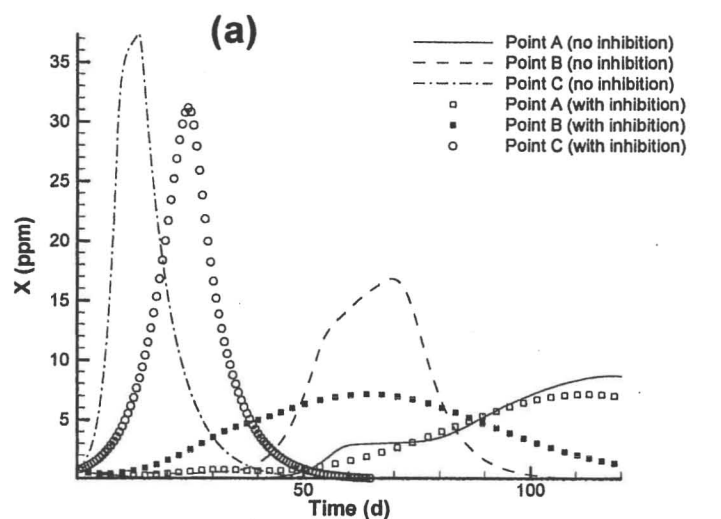 (a)
Point A (no inhibition)
Point B (no inhibition)
Point C (no inhibition)
Point A (with inhibition)
Point B (with inhibition)
Point C (with inhibition)
X (ppm)
35
30
25
20
15
10
5
50
100
Time (d)